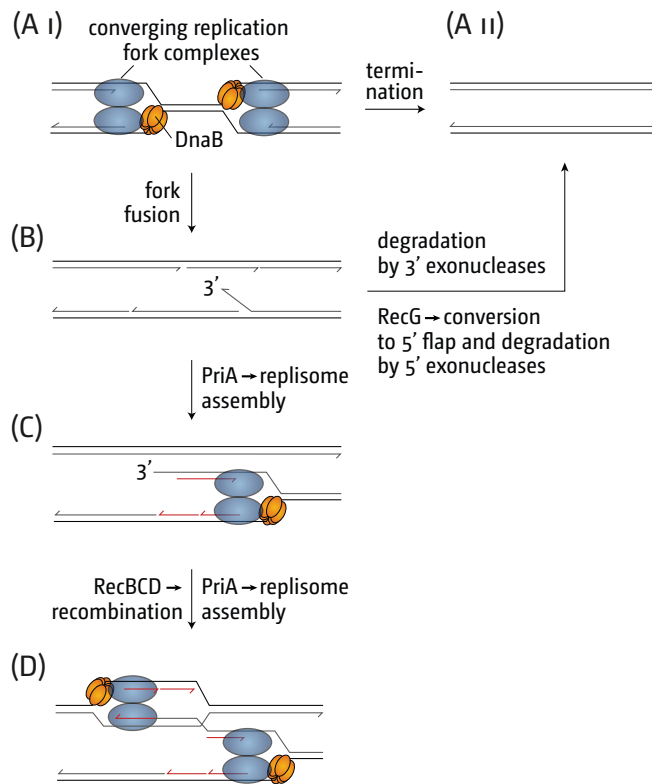 (A I)
converging replication
fork complexes
(A II)
termi-
nation
DnaB
fork
fusion
(B)
3’
degradation
by 3’ exonucleases
RecG → conversion
to 5’ flap and degradation
by 5’ exonucleases
PriA → replisome
assembly
(C)
3’
RecBCD →
recombination
PriA → replisome
assembly
(D)